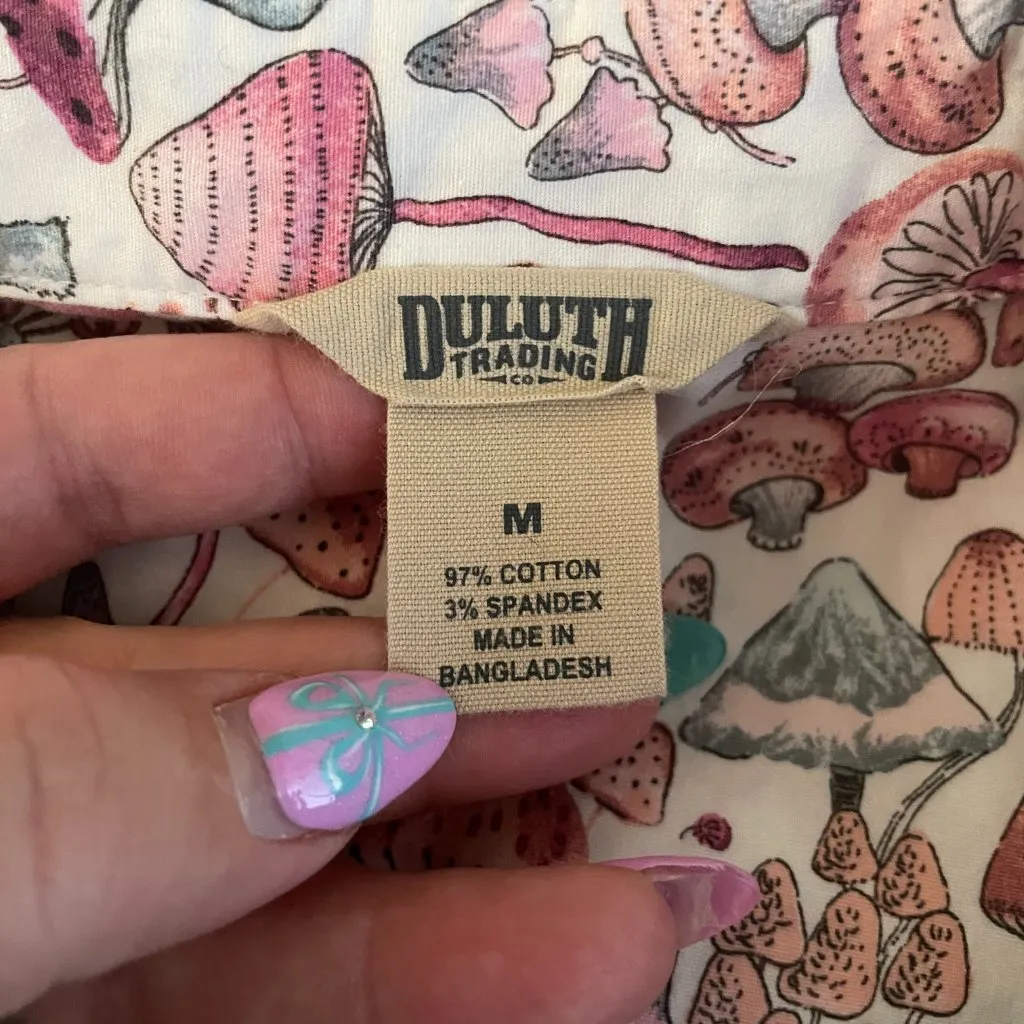 DULUTH
TRADING
CO
M
97% COTTON
3% SPANDEX
MADE IN
BANGLADESH